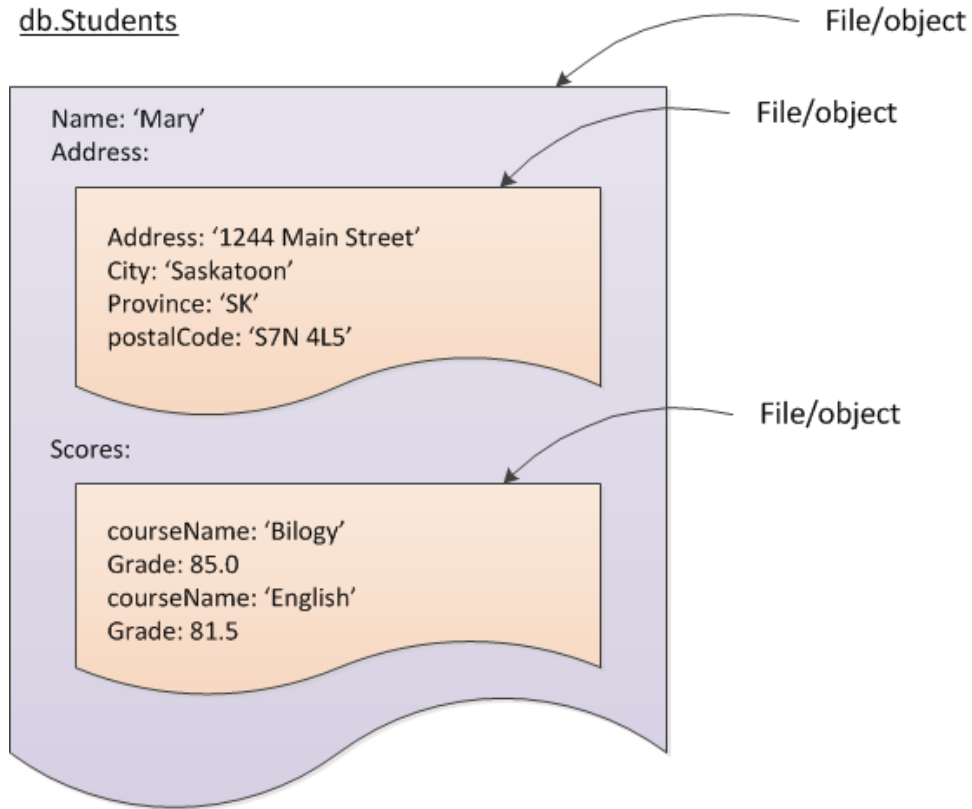 db.Students
File/object
File/object
Name: ‘Mary’
Address:
Address: ‘1244 Main Street’
City: ‘Saskatoon’
Province: ‘SK’
postalCode: ‘S7N 4L5’
File/object
Scores:
courseName: ‘Bilogy’
Grade: 85.0
courseName: ‘English’
Grade: 81.5